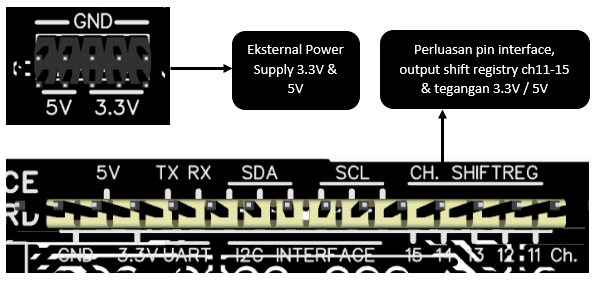 GND
5V 3.3V
Eksternal Power
Supply 3.3V &
5V
Perluasan pin interface,
output shift registry ch11-15
& tegangan 3.3V / 5V
5V TX RX SDA SCL CH. SHIFTREG
CE
RD
GND 3.3V UART I2C INTERFACE 15 14 13 12 11 Ch.